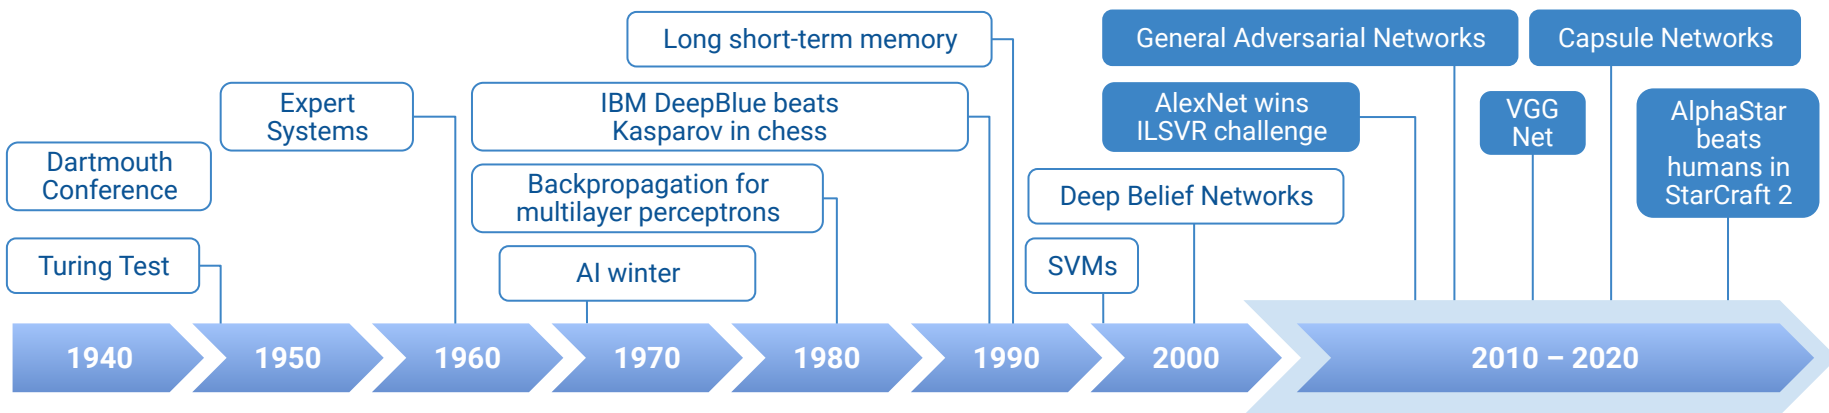 Long short-term memory
General Adversarial Networks
Capsule Networks
Expert
Systems
IBM DeepBlue beats
Kasparov in chess
AlexNet wins
ILSVR challenge
VGG
Net
AlphaStar
beats
humans in
StarCraft 2
Dartmouth
Conference
Backpropagation for
multilayer perceptrons
Deep Belief Networks
Turing Test
AI winter
SVMs
1940
1950
1960
1970
1980
1990
2000
2010 – 2020